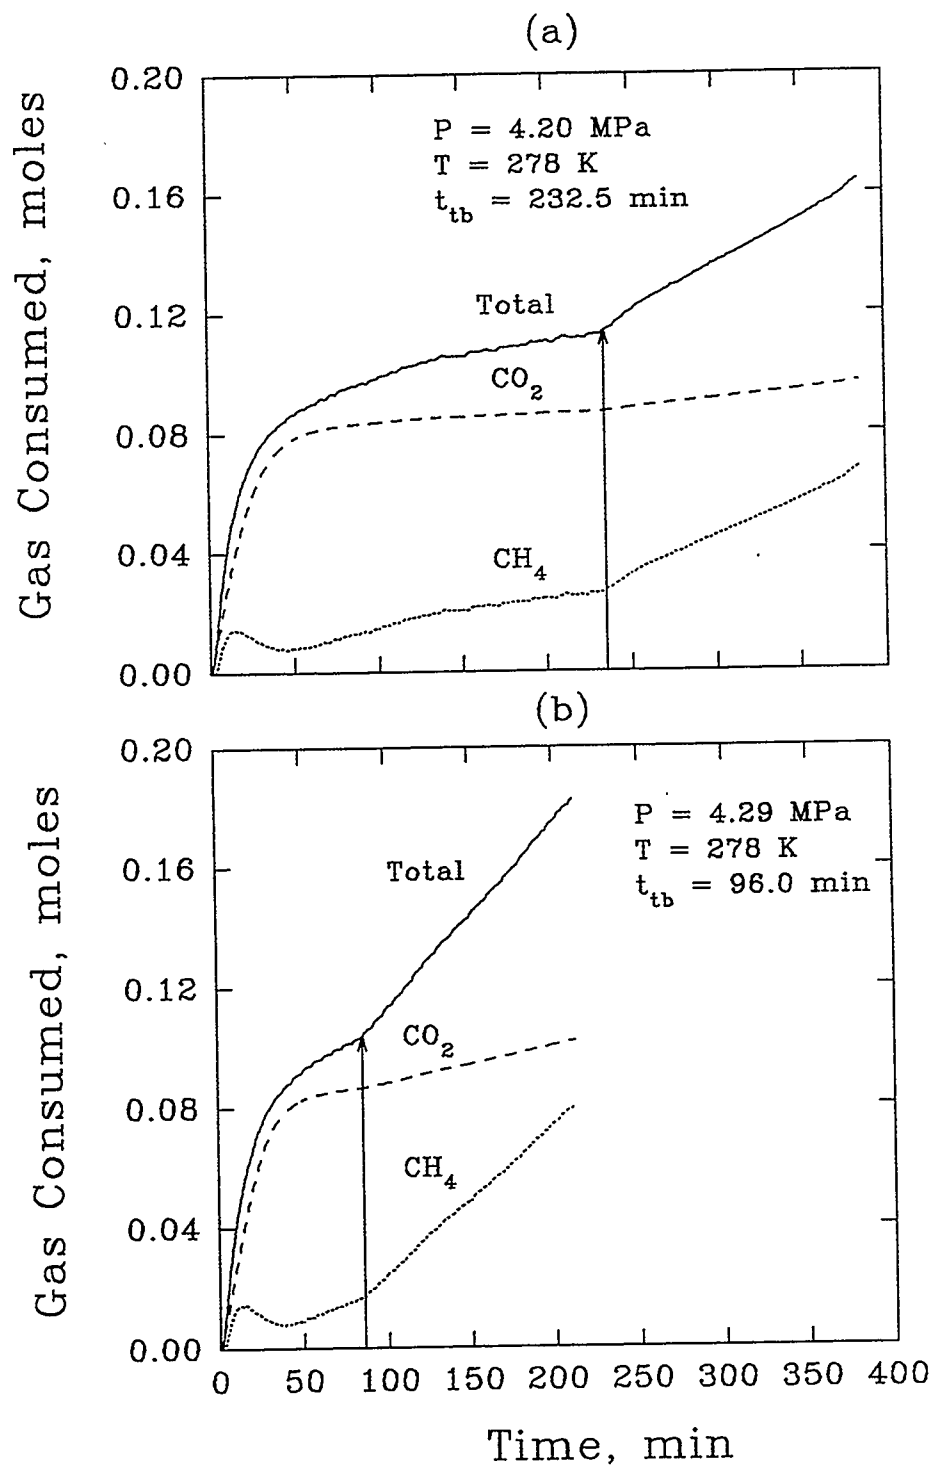 (a)
0.20
0.16
0.12
0.08
0.04
0.00
Gas Consumed, moles
P = 4.20 MPa
T = 278 K
t_tb = 232.5 min
Total
CO₂
CH₄
(b)
0.20
0.16
0.12
0.08
0.04
0.00
Gas Consumed, moles
P = 4.29 MPa
T = 278 K
t_tb = 96.0 min
Total
CO₂
CH₄
0 50 100 150 200 250 300 350 400
Time, min